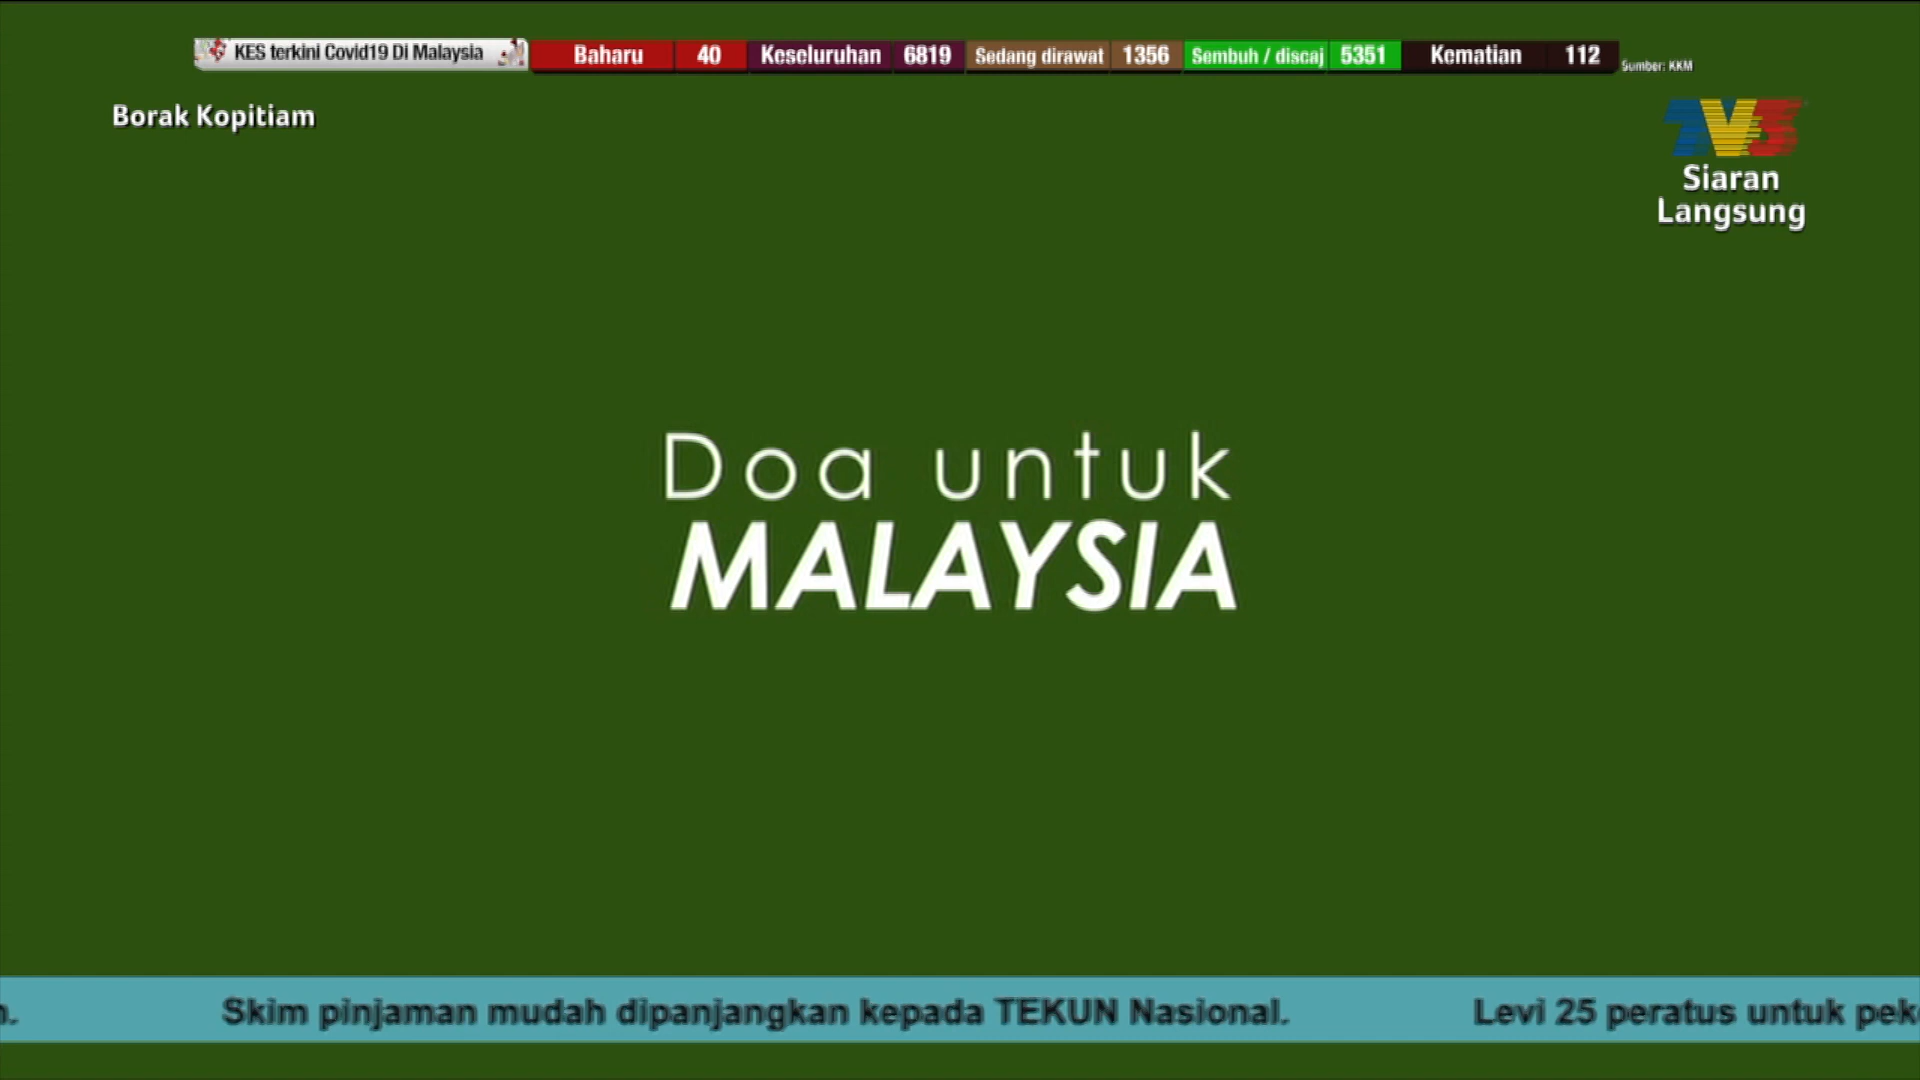 KES terkini Covid19 Di Malaysia Baharu 40 Keseluruhan 6819 Sedang dirawat 1356 Sembuh / discaj 5351 Kematian 112 Sumber: KKM
Borak Kopitiam
TV3
Siaran
Langsung
Doa untuk
MALAYSIA
Skim pinjaman mudah dipanjangkan kepada TEKUN Nasional. Levi 25 peratus untuk